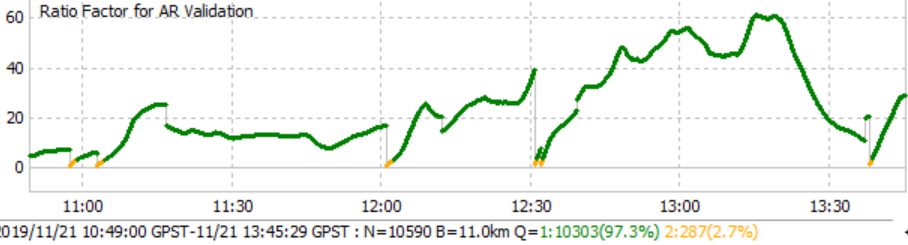 Ratio Factor for AR Validation
60
40
20
0
11:00 11:30 12:00 12:30 13:00 13:30
2019/11/21 10:49:00 GPST-11/21 13:45:29 GPST : N=10590 B=11.0km Q=1:10303(97.3%) 2:287(2.7%)